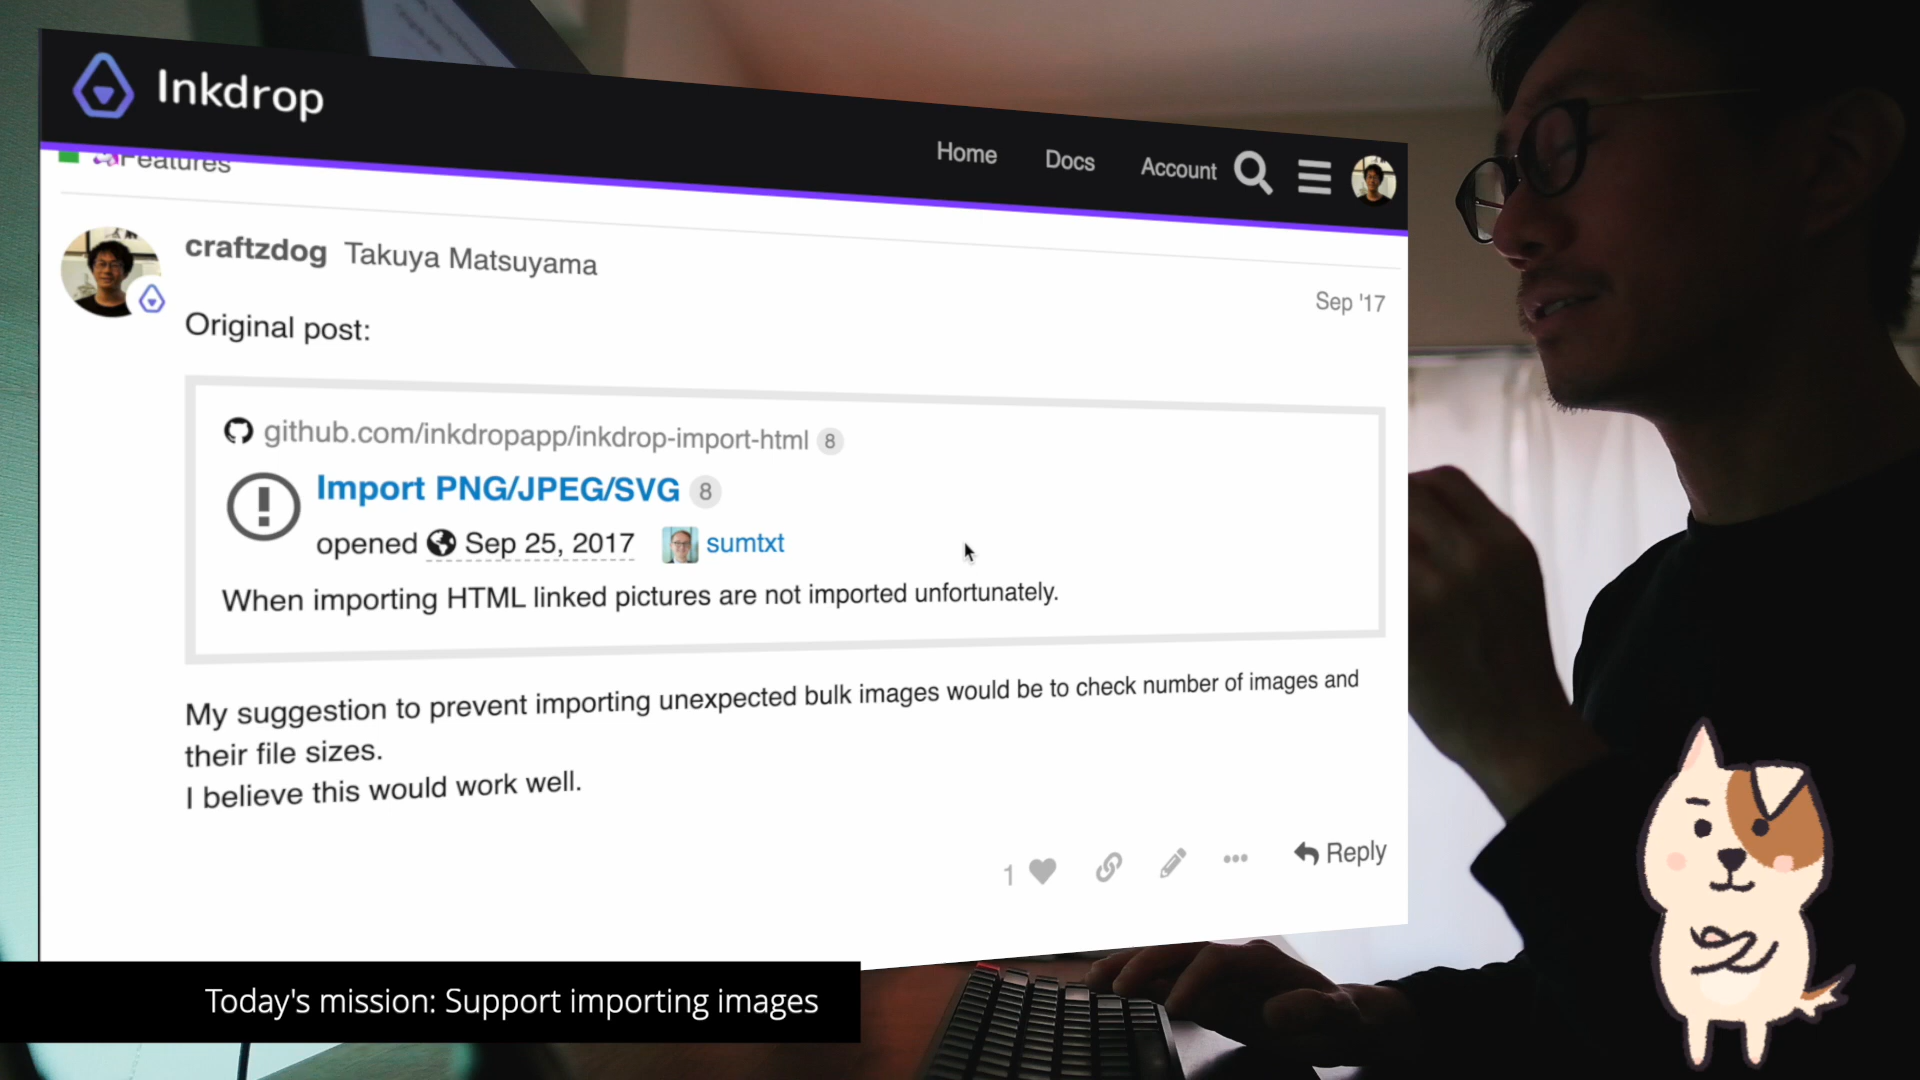 Inkdrop
Home Docs Account
Features
craftzdog Takuya Matsuyama
Sep '17
Original post:
github.com/inkdropapp/inkdrop-import-html 8
Import PNG/JPEG/SVG 8
opened Sep 25, 2017 sumtxt
When importing HTML linked pictures are not imported unfortunately.
My suggestion to prevent importing unexpected bulk images would be to check number of images and
their file sizes.
I believe this would work well.
1 Reply
Today's mission: Support importing images